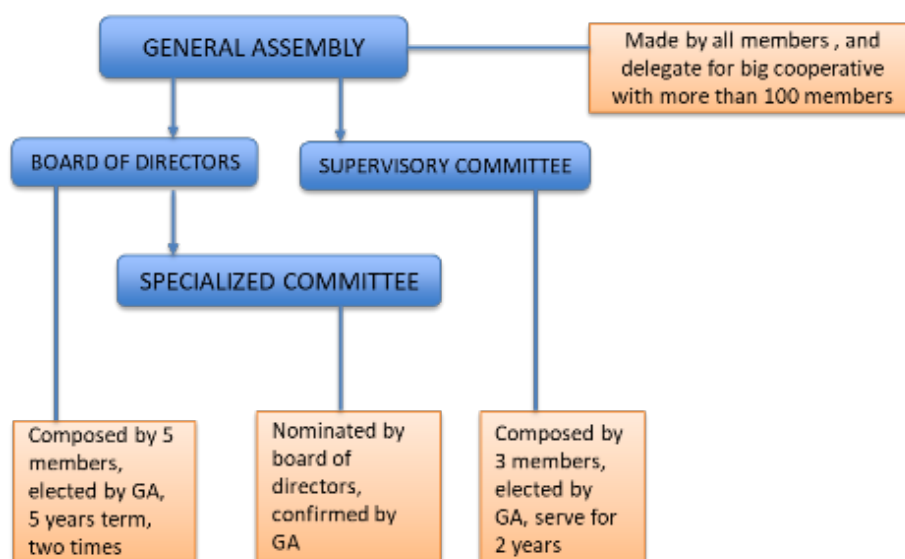 GENERAL ASSEMBLY
Made by all members , and
delegate for big cooperative
with more than 100 members
BOARD OF DIRECTORS
SUPERVISORY COMMITTEE
SPECIALIZED COMMITTEE
Composed by 5
members,
elected by GA,
5 years term,
two times
Nominated by
board of
directors,
confirmed by
GA
Composed by
3 members,
elected by
GA, serve for
2 years